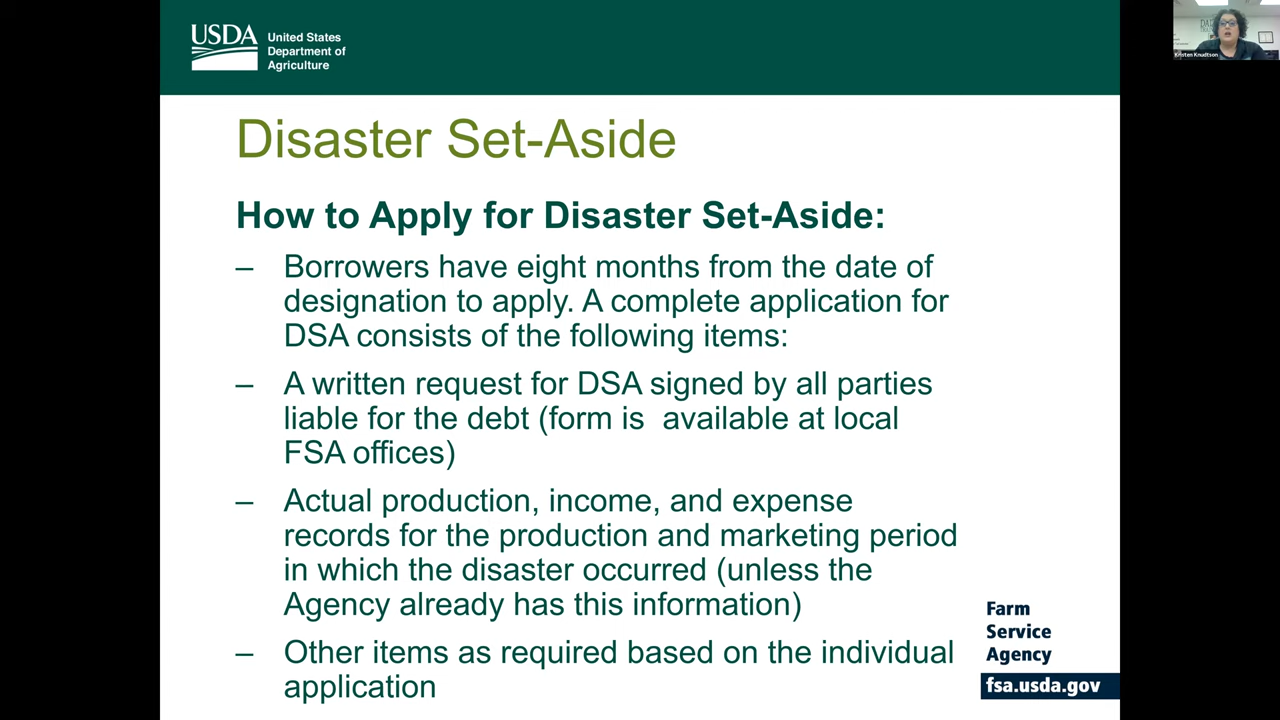 USDA
United States
Department of
Agriculture
Kristen Knudtson
Disaster Set-Aside
How to Apply for Disaster Set-Aside:
– Borrowers have eight months from the date of
designation to apply. A complete application for
DSA consists of the following items:
– A written request for DSA signed by all parties
liable for the debt (form is  available at local
FSA offices)
– Actual production, income, and expense
records for the production and marketing period
in which the disaster occurred (unless the
Agency already has this information)
– Other items as required based on the individual
application
Farm
Service
Agency
fsa.usda.gov